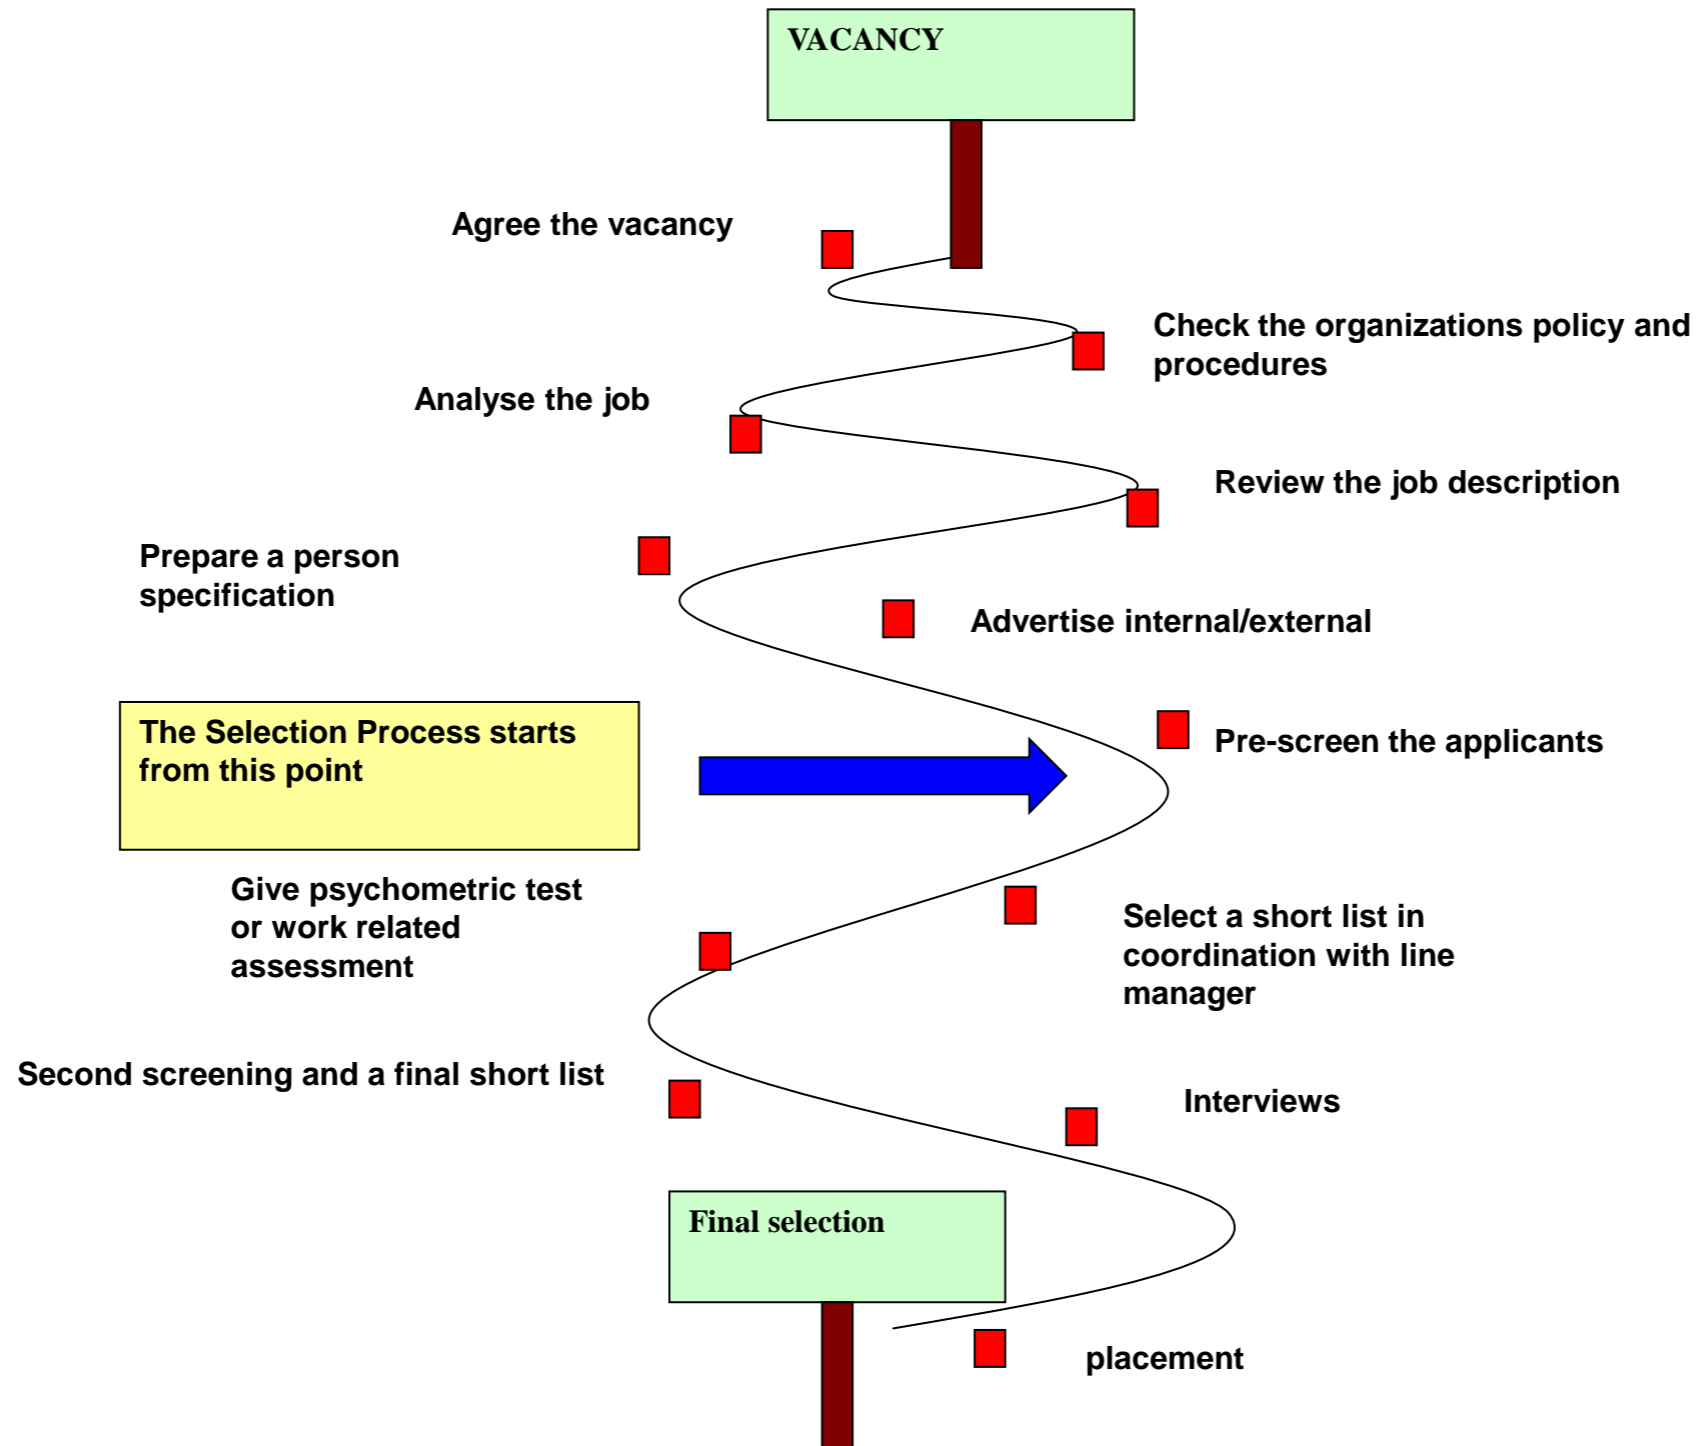 VACANCY
Agree the vacancy
Check the organizations policy and
procedures
Analyse the job
Review the job description
Prepare a person
specification
Advertise internal/external
The Selection Process starts
from this point
Pre-screen the applicants
Give psychometric test
or work related
assessment
Select a short list in
coordination with line
manager
Second screening and a final short list
Interviews
Final selection
placement